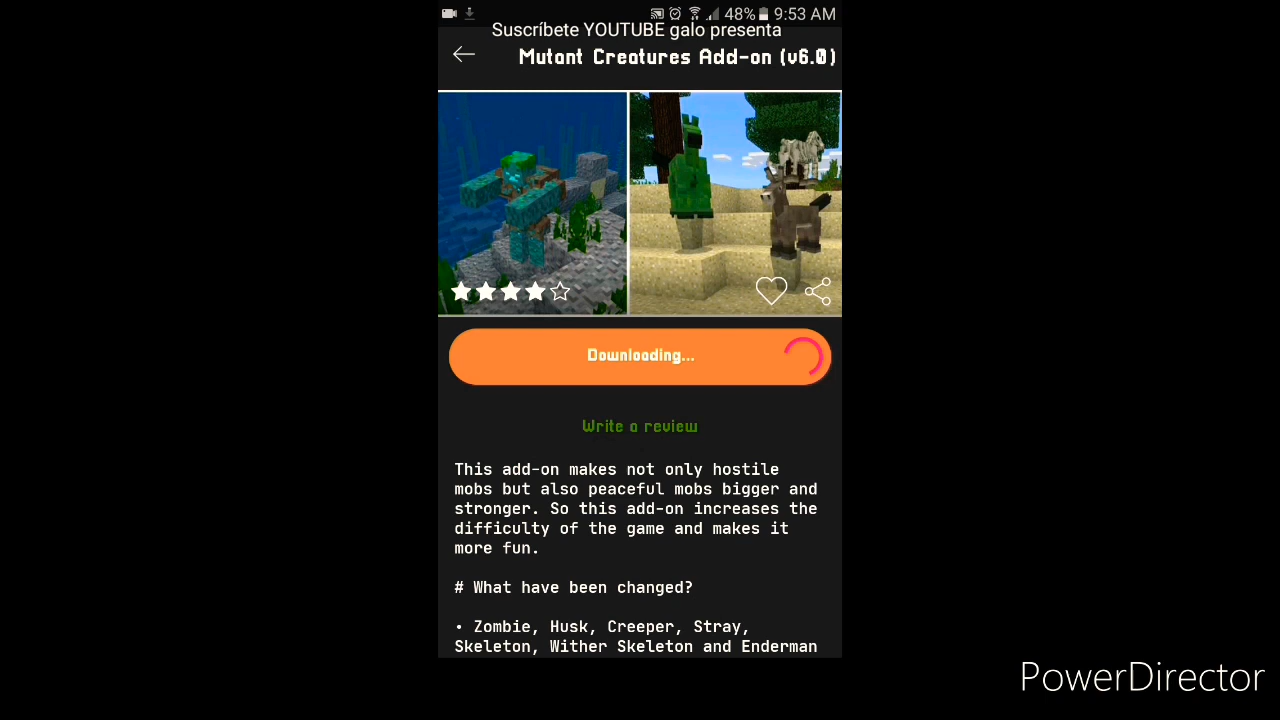 48% 9:53 AM
Suscríbete YOUTUBE galo presenta
Mutant Creatures Add-on (v6.0)
Downloading...
Write a review
This add-on makes not only hostile
mobs but also peaceful mobs bigger and
stronger. So this add-on increases the
difficulty of the game and makes it
more fun.
# What have been changed?
• Zombie, Husk, Creeper, Stray,
Skeleton, Wither Skeleton and Enderman
PowerDirector